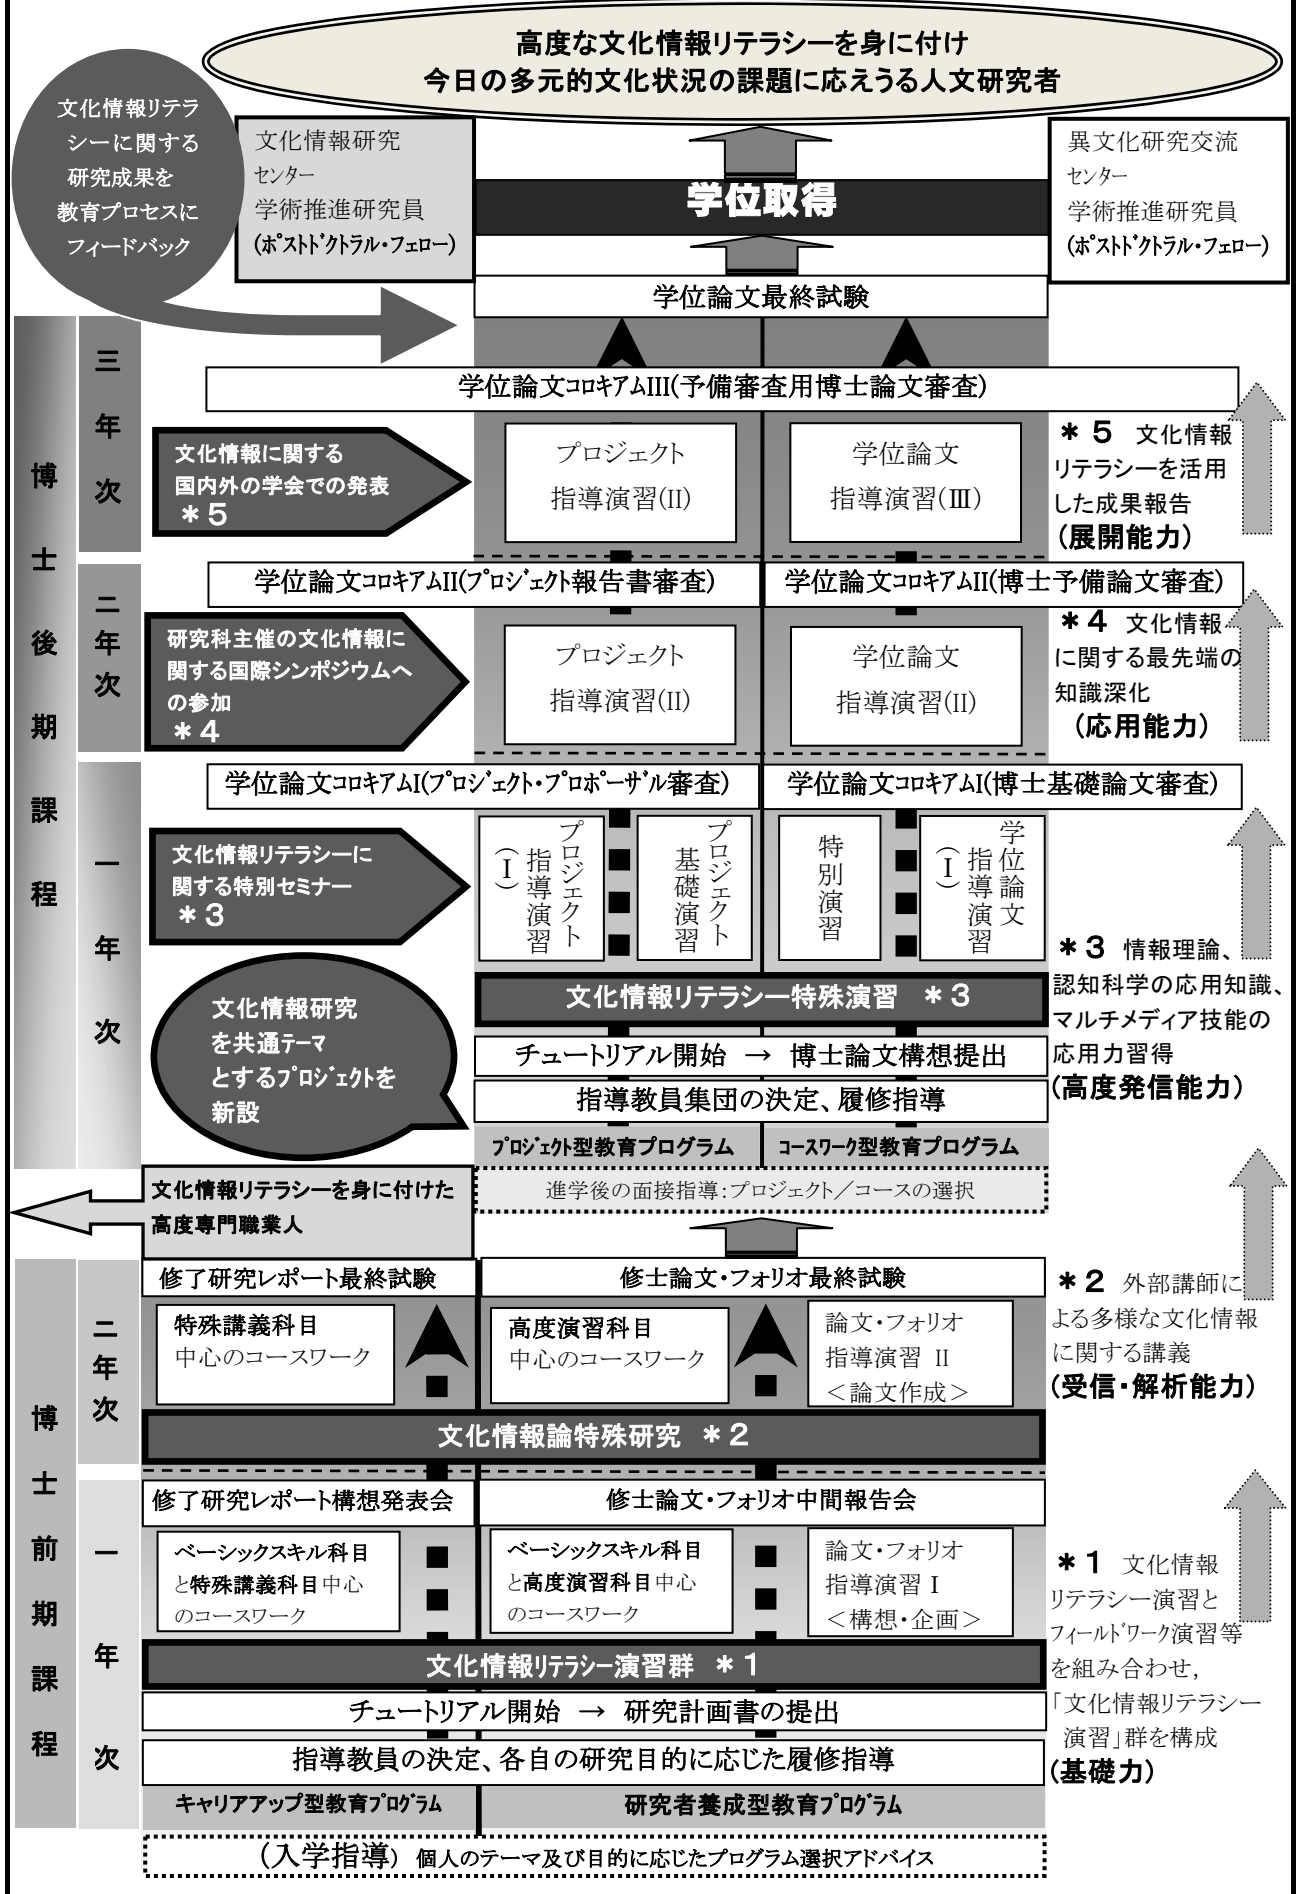 高度な文化情報リテラシーを身に付け
今日の多元的文化状況の課題に応えうる人文研究者
文化情報リテラ
シーに関する
研究成果を
教育プロセスに
フィードバック
文化情報研究
センター
学術推進研究員
(ポストドクトラル・フェロー)
異文化研究交流
センター
学術推進研究員
(ポストドクトラル・フェロー)
学位取得
学位論文最終試験
博士後期課程
三年次
学位論文コロキアムIII(予備審査用博士論文審査)
文化情報に関する
国内外の学会での発表
＊５
プロジェクト
指導演習(II)
学位論文
指導演習(Ⅲ)
＊５ 文化情報
リテラシーを活用
した成果報告
(展開能力)
二年次
学位論文コロキアムII(プロジェクト報告書審査)
学位論文コロキアムII(博士予備論文審査)
研究科主催の文化情報に
関する国際シンポジウムへ
の参加
＊４
プロジェクト
指導演習(II)
学位論文
指導演習(II)
＊４ 文化情報
に関する最先端の
知識深化
(応用能力)
一年次
学位論文コロキアムI(プロジェクト・プロポーザル審査)
学位論文コロキアムI(博士基礎論文審査)
文化情報リテラシーに
関する特別セミナー
＊３
プロジェクト
指導演習
(Ｉ)
プロジェクト
基礎演習
特別演習
学位論文
指導演習
(Ｉ)
文化情報リテラシー特殊演習 ＊３
文化情報研究
を共通テーマ
とするプロジェクトを
新設
チュートリアル開始 → 博士論文構想提出
指導教員集団の決定、履修指導
プロジェクト型教育プログラム
コースワーク型教育プログラム
＊３ 情報理論、
認知科学の応用知識、
マルチメディア技能の
応用力習得
(高度発信能力)
文化情報リテラシーを身に付けた
高度専門職業人
進学後の面接指導：プロジェクト／コースの選択
博士前期課程
二年次
修了研究レポート最終試験
修士論文・フォリオ最終試験
特殊講義科目
中心のコースワーク
高度演習科目
中心のコースワーク
論文・フォリオ
指導演習 II
＜論文作成＞
＊２ 外部講師に
よる多様な文化情報
に関する講義
(受信・解析能力)
文化情報論特殊研究 ＊２
一年次
修了研究レポート構想発表会
修士論文・フォリオ中間報告会
ベーシックスキル科目
と特殊講義科目中心
のコースワーク
ベーシックスキル科目
と高度演習科目中心
のコースワーク
論文・フォリオ
指導演習 I
＜構想・企画＞
文化情報リテラシー演習群 ＊１
＊１ 文化情報
リテラシー演習と
フィールドワーク演習等
を組み合わせ,
「文化情報リテラシー
演習」群を構成
(基礎力)
チュートリアル開始 → 研究計画書の提出
指導教員の決定、各自の研究目的に応じた履修指導
キャリアアップ型教育プログラム
研究者養成型教育プログラム
(入学指導) 個人のテーマ及び目的に応じたプログラム選択アドバイス